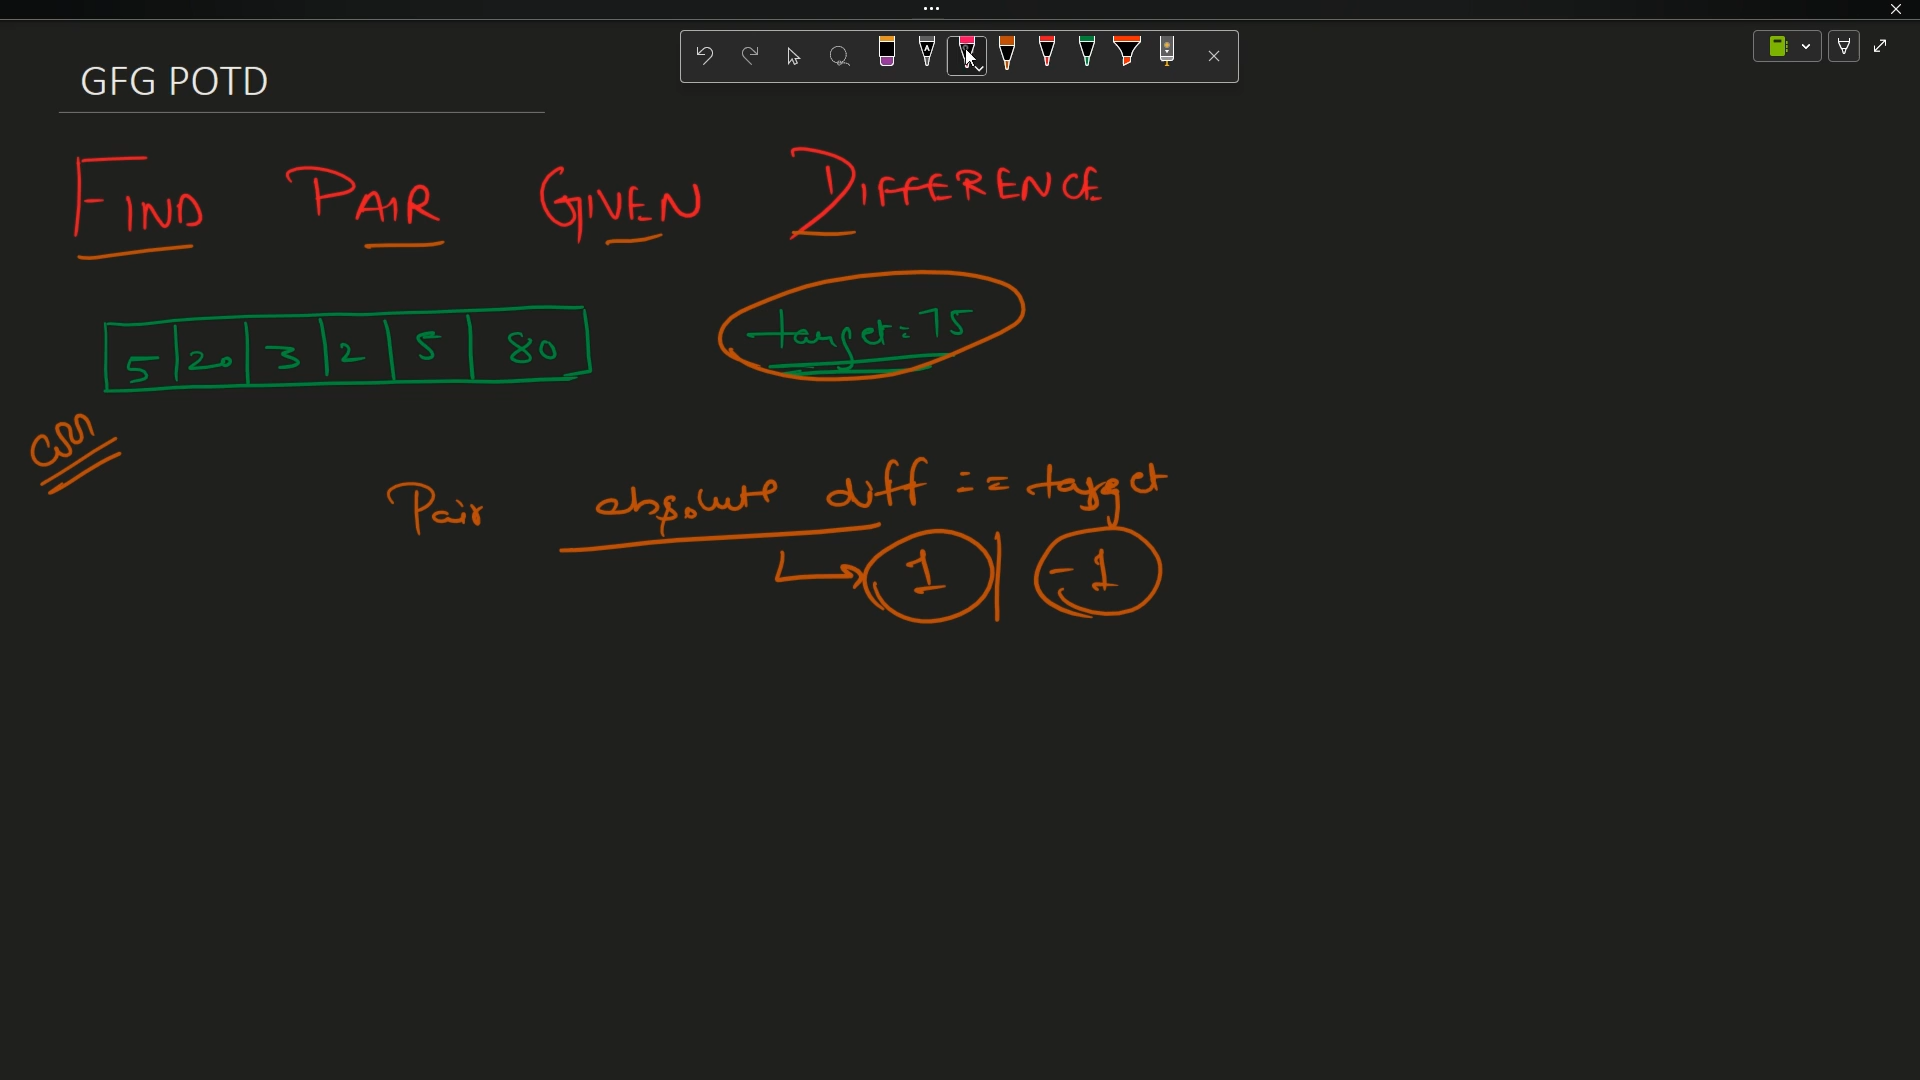 GFG POTD
FIND PAIR GIVEN DIFFERENCE
5 20 3 2 5 80 target = 75
Pair absolute diff == target
1 | -1